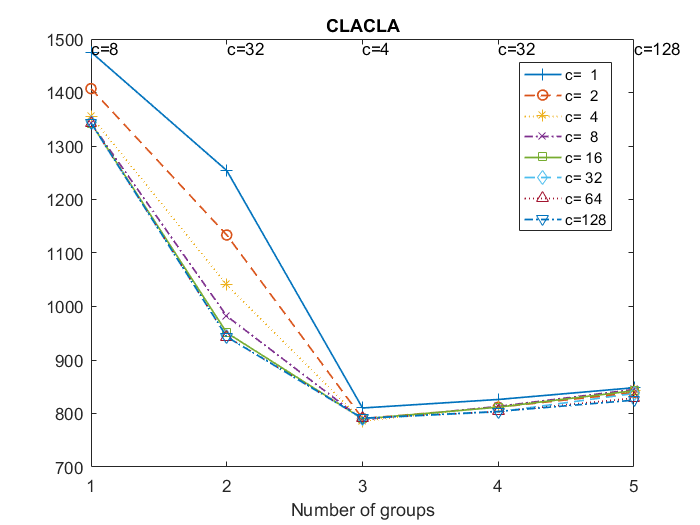 CLACLA
1500
c=8
c=32
c=4
c=32
c=128
1400
1300
1200
1100
1000
900
800
700
c= 1
c= 2
c= 4
c= 8
c= 16
c= 32
c= 64
c=128
1
2
3
4
5
Number of groups